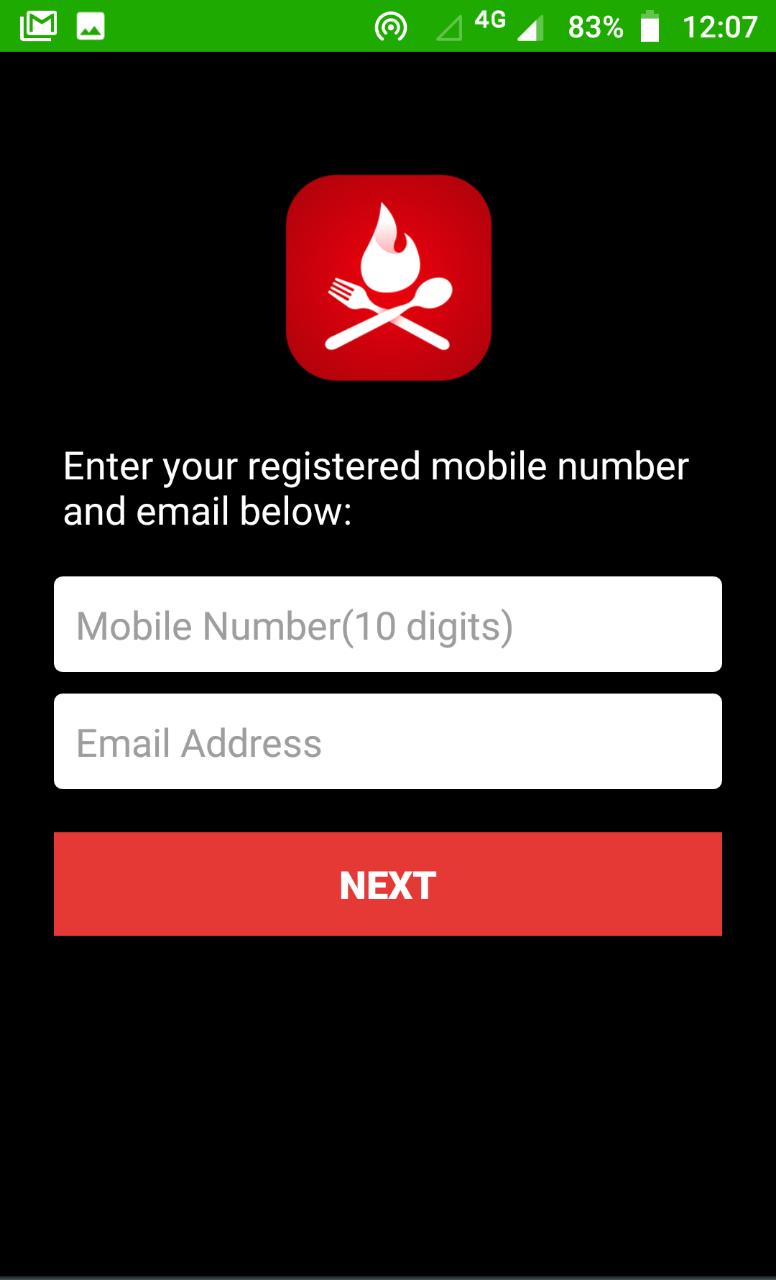 4G 83% 12:07
Enter your registered mobile number
and email below:
Mobile Number(10 digits)
Email Address
NEXT